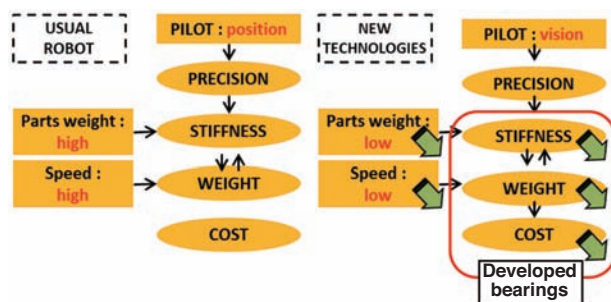 USUAL
ROBOT
PILOT : position
PRECISION
Parts weight :
high
STIFFNESS
Speed :
high
WEIGHT
COST
NEW
TECHNOLOGIES
PILOT : vision
PRECISION
Parts weight :
low
STIFFNESS
Speed :
low
WEIGHT
COST
Developed
bearings